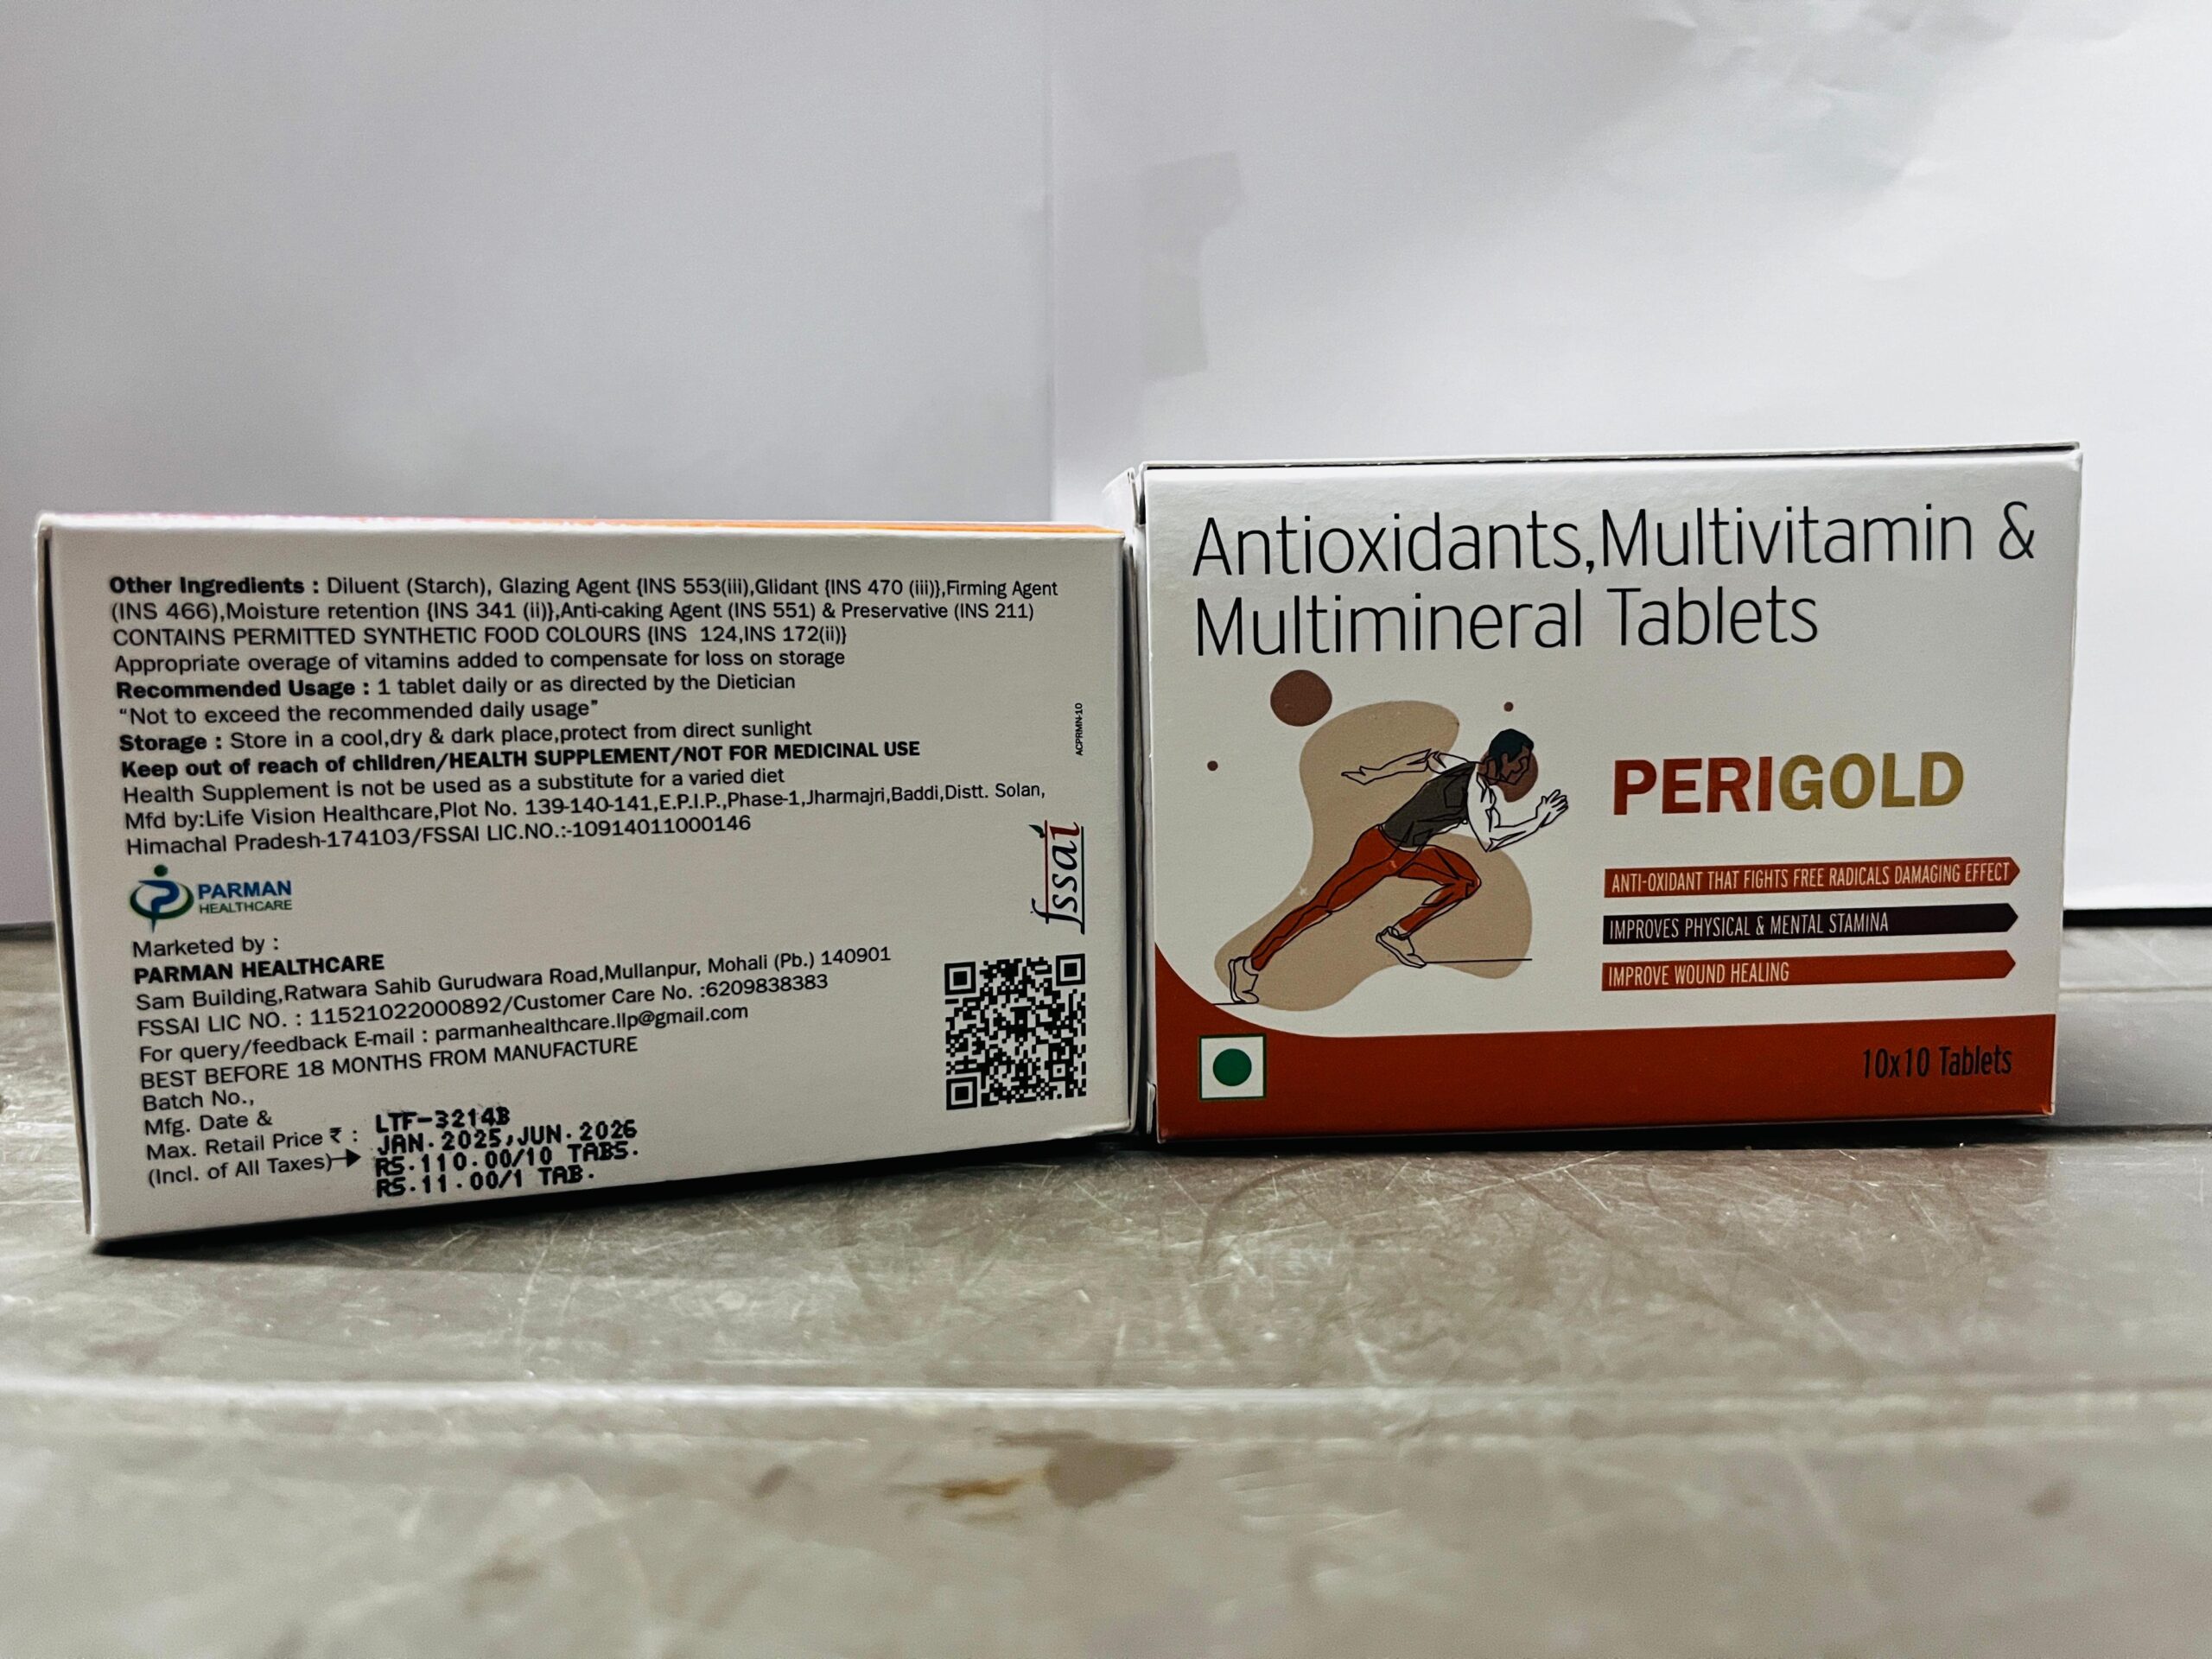 Other Ingredients : Diluent (Starch), Glazing Agent {INS 553(iii),Glidant {INS 470 (iii)},Firming Agent
(INS 466),Moisture retention {INS 341 (ii)},Anti-caking Agent (INS 551) & Preservative (INS 211)
CONTAINS PERMITTED SYNTHETIC FOOD COLOURS {INS 124,INS 172(ii)}
Appropriate overage of vitamins added to compensate for loss on storage
Recommended Usage : 1 tablet daily or as directed by the Dietician
“Not to exceed the recommended daily usage”
Storage : Store in a cool,dry & dark place,protect from direct sunlight
Keep out of reach of children/HEALTH SUPPLEMENT/NOT FOR MEDICINAL USE
Health Supplement is not be used as a substitute for a varied diet
Mfd by:Life Vision Healthcare,Plot No. 139-140-141,E.P.I.P.,Phase-1,Jharmajri,Baddi,Distt. Solan,
Himachal Pradesh-174103/FSSAI LIC.NO.:-10914011000146
ACPRMN-10
fssai
PARMAN
HEALTHCARE
Marketed by :
PARMAN HEALTHCARE
Sam Building,Ratwara Sahib Gurudwara Road,Mullanpur, Mohali (Pb.) 140901
FSSAI LIC NO. : 11521022000892/Customer Care No. :6209838383
For query/feedback E-mail : parmanhealthcare.llp@gmail.com
BEST BEFORE 18 MONTHS FROM MANUFACTURE
Batch No.,
Mfg. Date &
Max. Retail Price ₹ :
(Incl. of All Taxes)
LTF-3214B
JAN.2025,JUN.2026
RS.110.00/10 TABS.
RS.11.00/1 TAB.
Antioxidants,Multivitamin &
Multimineral Tablets
PERIGOLD
ANTI-OXIDANT THAT FIGHTS FREE RADICALS DAMAGING EFFECT
IMPROVES PHYSICAL & MENTAL STAMINA
IMPROVE WOUND HEALING
10x10 Tablets